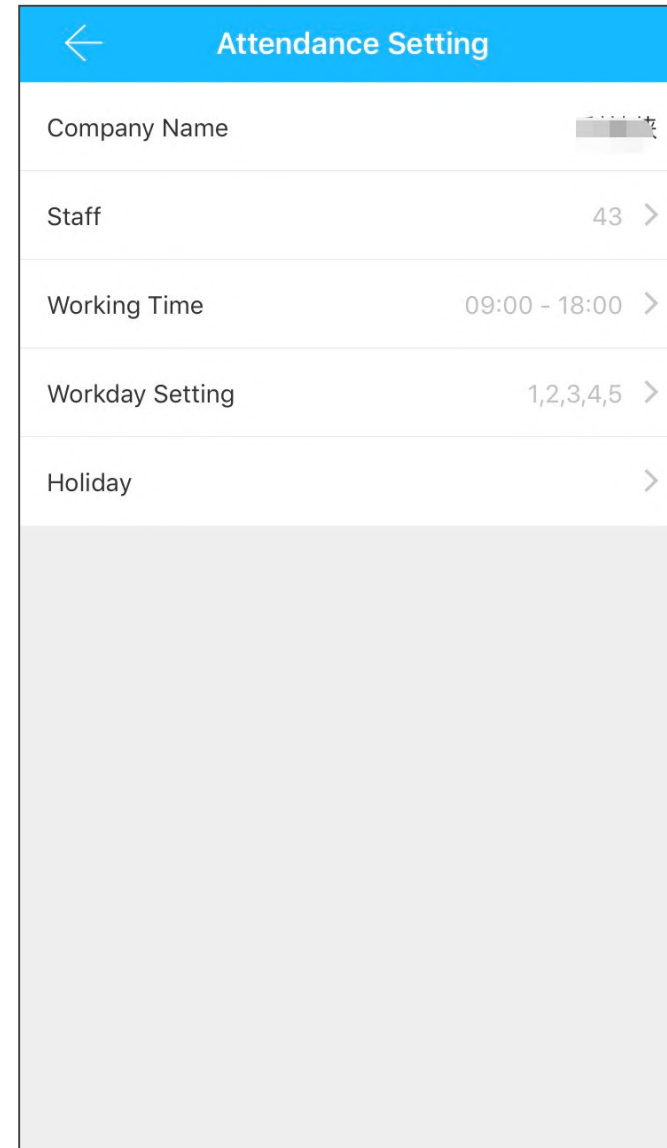 Attendance Setting
Company Name
Staff 43
Working Time 09:00 - 18:00
Workday Setting 1,2,3,4,5
Holiday